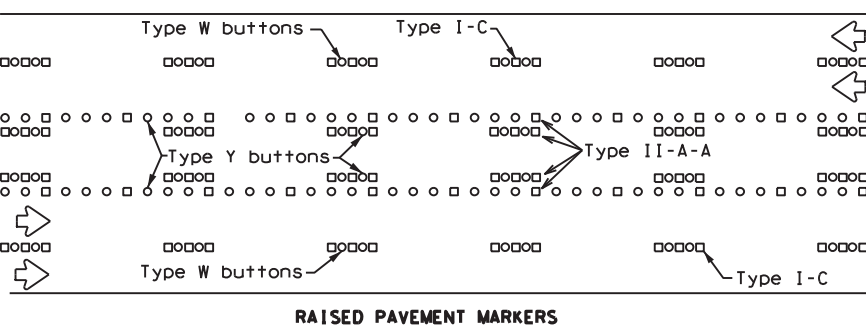 Type W buttons
Type I-C
Type Y buttons
Type II-A-A
Type W buttons
Type I-C
RAISED PAVEMENT MARKERS